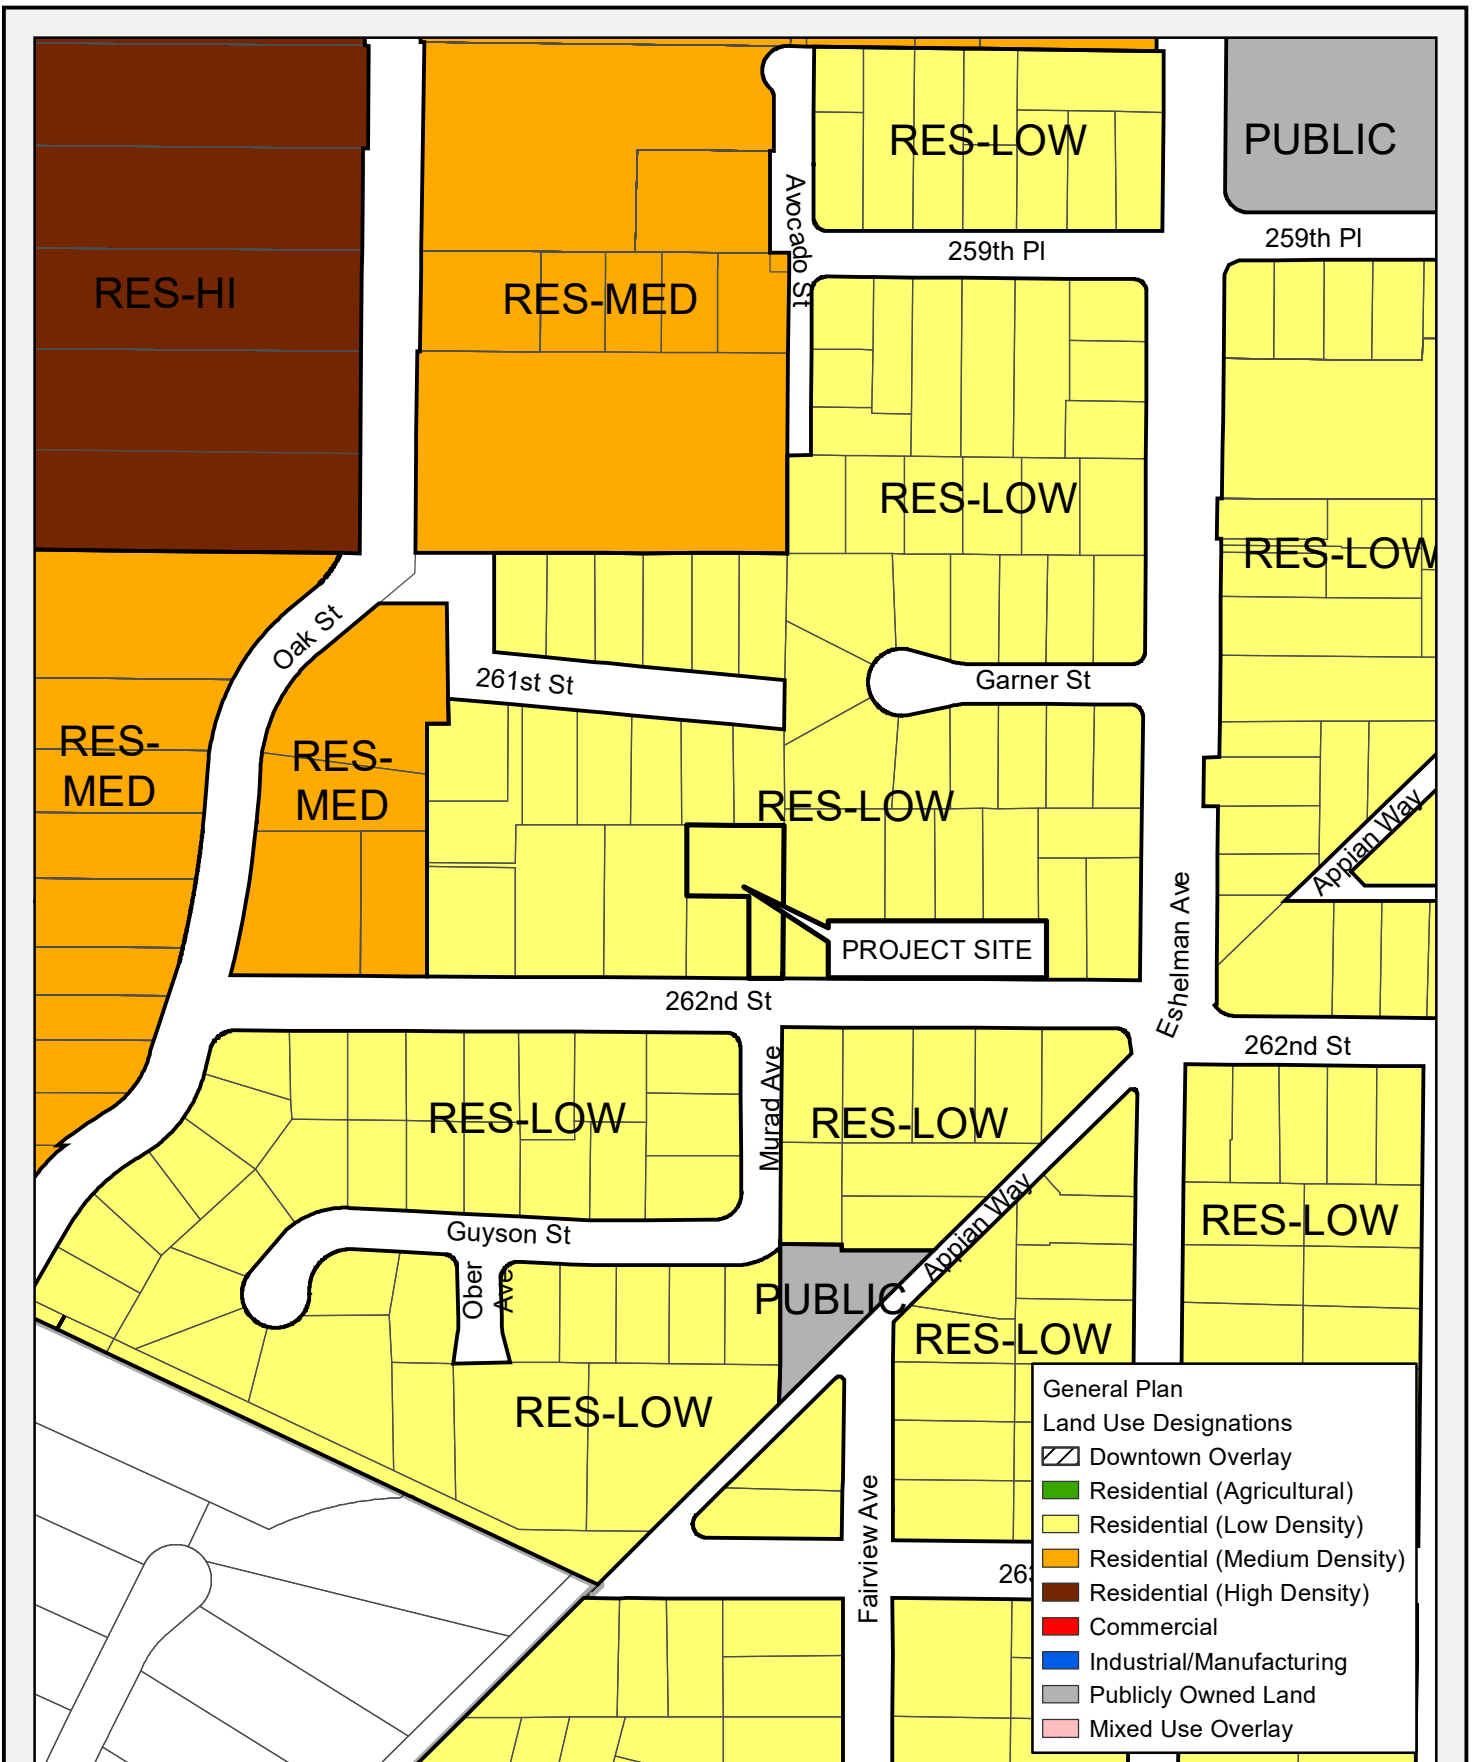 RES-LOW
PUBLIC
Avocado St
259th Pl
259th Pl
RES-HI
RES-MED
RES-LOW
RES-LOW
Oak St
261st St
Garner St
RES-
MED
RES-
MED
RES-LOW
Appian Way
PROJECT SITE
Eshelman Ave
262nd St
262nd St
Murad Ave
RES-LOW
RES-LOW
Appian Way
RES-LOW
Guyson St
Ober
Ave
PUBLIC
RES-LOW
RES-LOW
Fairview Ave
263
General Plan
Land Use Designations
Downtown Overlay
Residential (Agricultural)
Residential (Low Density)
Residential (Medium Density)
Residential (High Density)
Commercial
Industrial/Manufacturing
Publicly Owned Land
Mixed Use Overlay